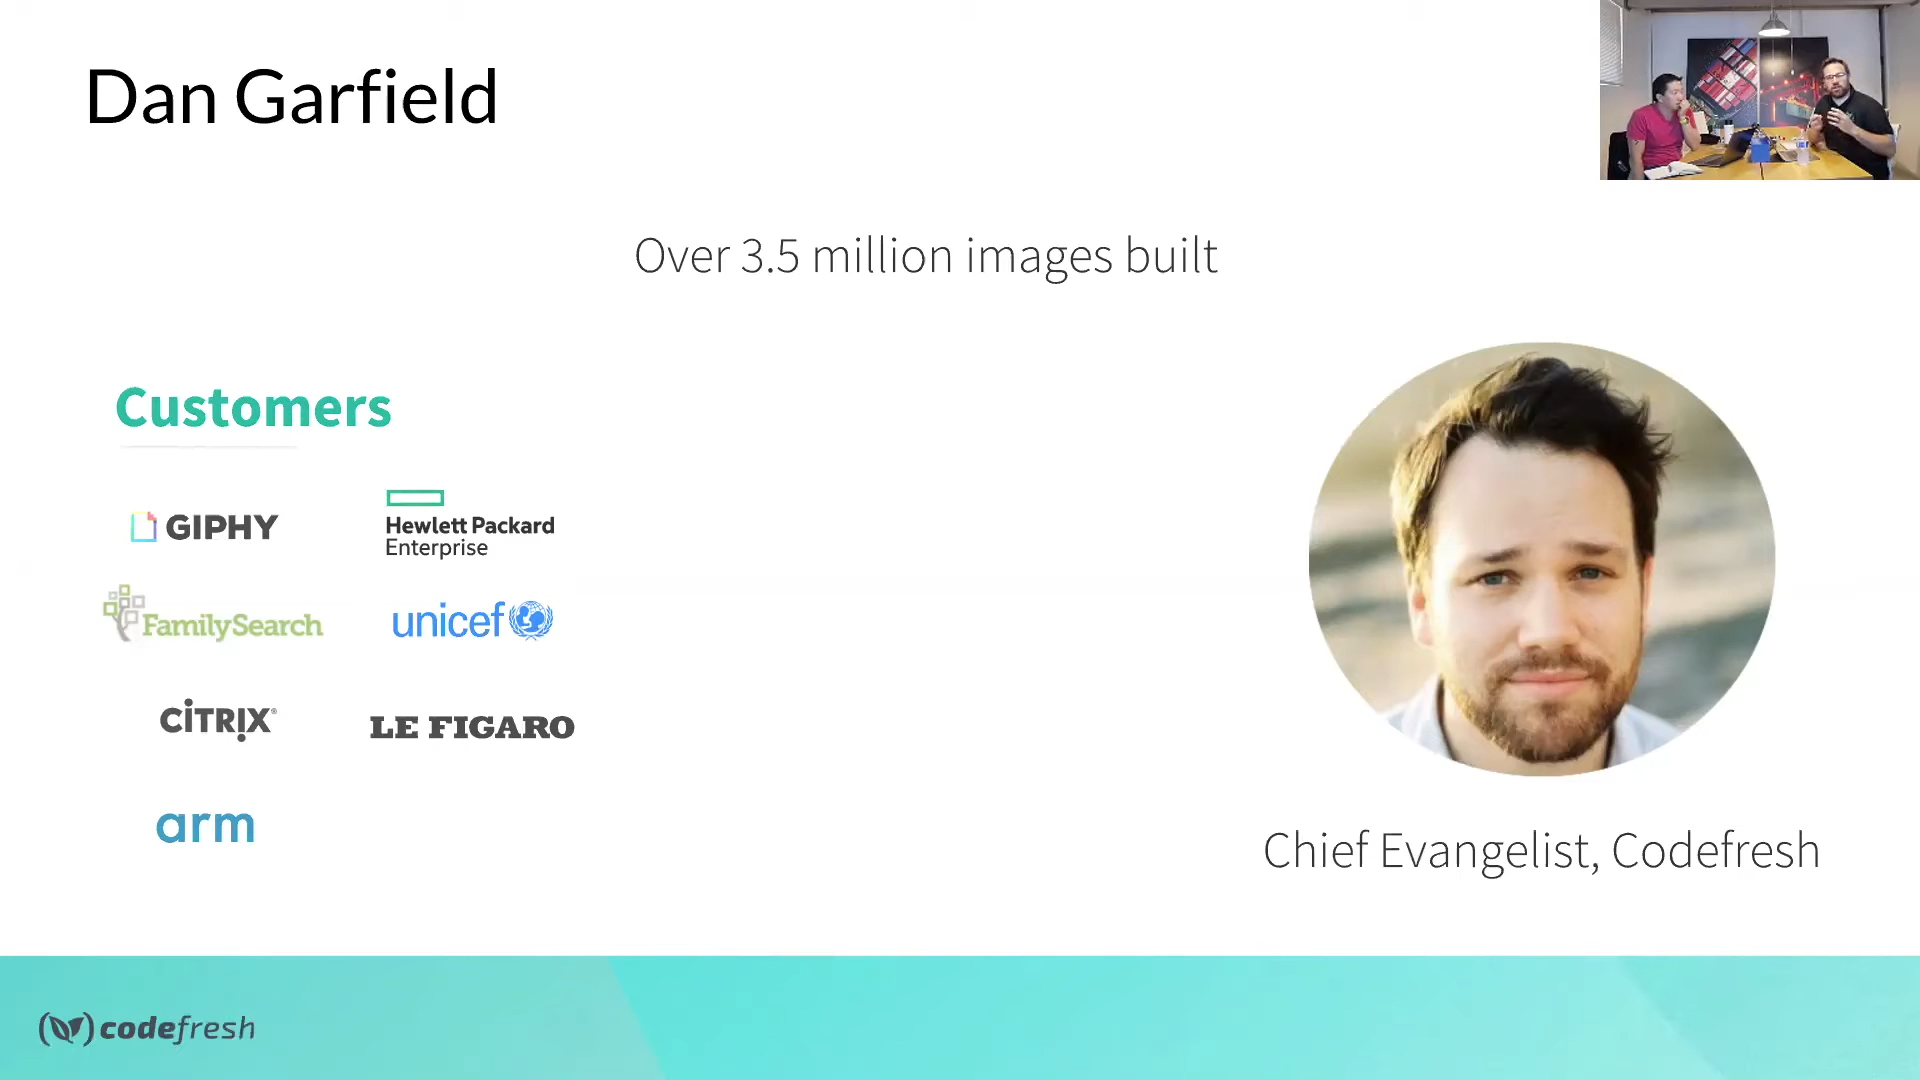 Dan Garfield
Over 3.5 million images built
Customers
GIPHY
Hewlett Packard
Enterprise
FamilySearch
unicef
CiTRIX®
LE FIGARO
arm
Chief Evangelist, Codefresh
codefresh